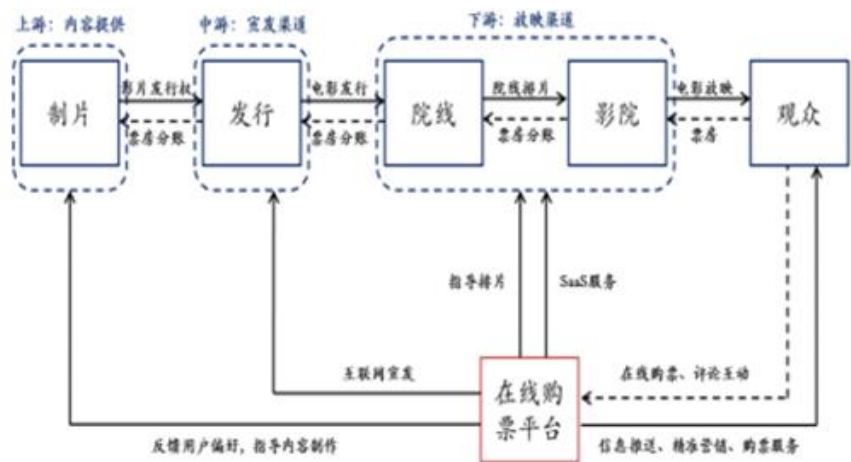 上游：内容提供
中游：宣发渠道
下游：放映渠道
制片
影片发行权
票房分账
发行
电影发行
票房分账
院线
院线排片
票房分账
影院
电影放映
票房
观众
指导排片
SaaS服务
互联网宣发
在线购
票平台
在线购票、评论互动
反馈用户偏好，指导内容制作
信息推送、精准营销、购票服务